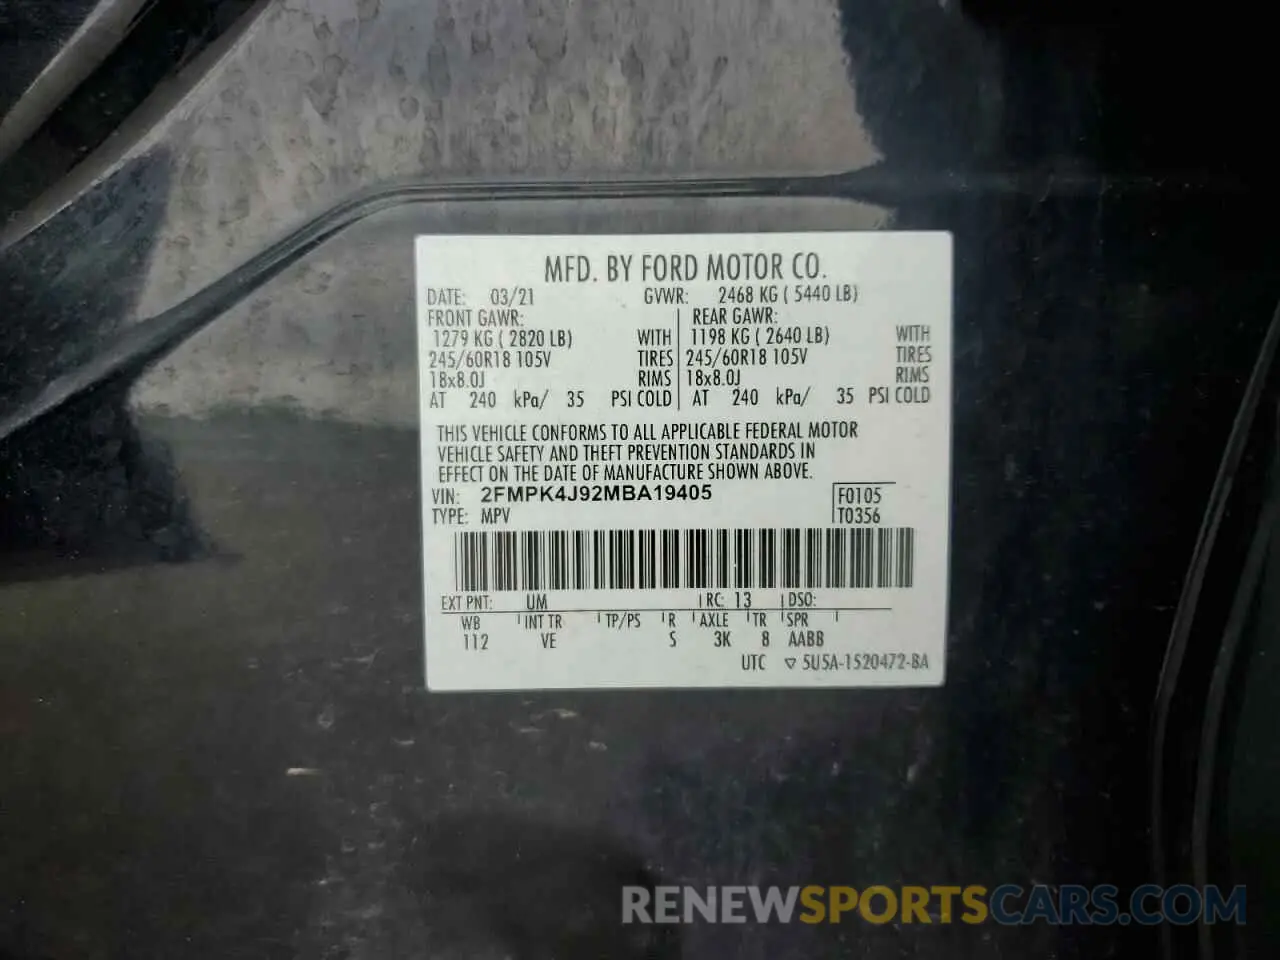 MFD. BY FORD MOTOR CO.
DATE: 03/21 GVWR: 2468 KG ( 5440 LB)
FRONT GAWR: REAR GAWR:
1279 KG ( 2820 LB) WITH 1198 KG ( 2640 LB) WITH
245/60R18 105V TIRES 245/60R18 105V TIRES
18x8.0J RIMS 18x8.0J RIMS
AT 240 kPa/ 35 PSI COLD AT 240 kPa/ 35 PSI COLD
THIS VEHICLE CONFORMS TO ALL APPLICABLE FEDERAL MOTOR
VEHICLE SAFETY AND THEFT PREVENTION STANDARDS IN
EFFECT ON THE DATE OF MANUFACTURE SHOWN ABOVE.
VIN: 2FMPK4J92MBA19405 F0105
TYPE: MPV T0356
EXT PNT: UM RC: 13 DSO:
WB INT TR TP/PS R AXLE TR SPR
112 VE S 3K 8 AABB
UTC ▽ 5U5A-1520472-BA
RENEWSPORTSCARS.COM